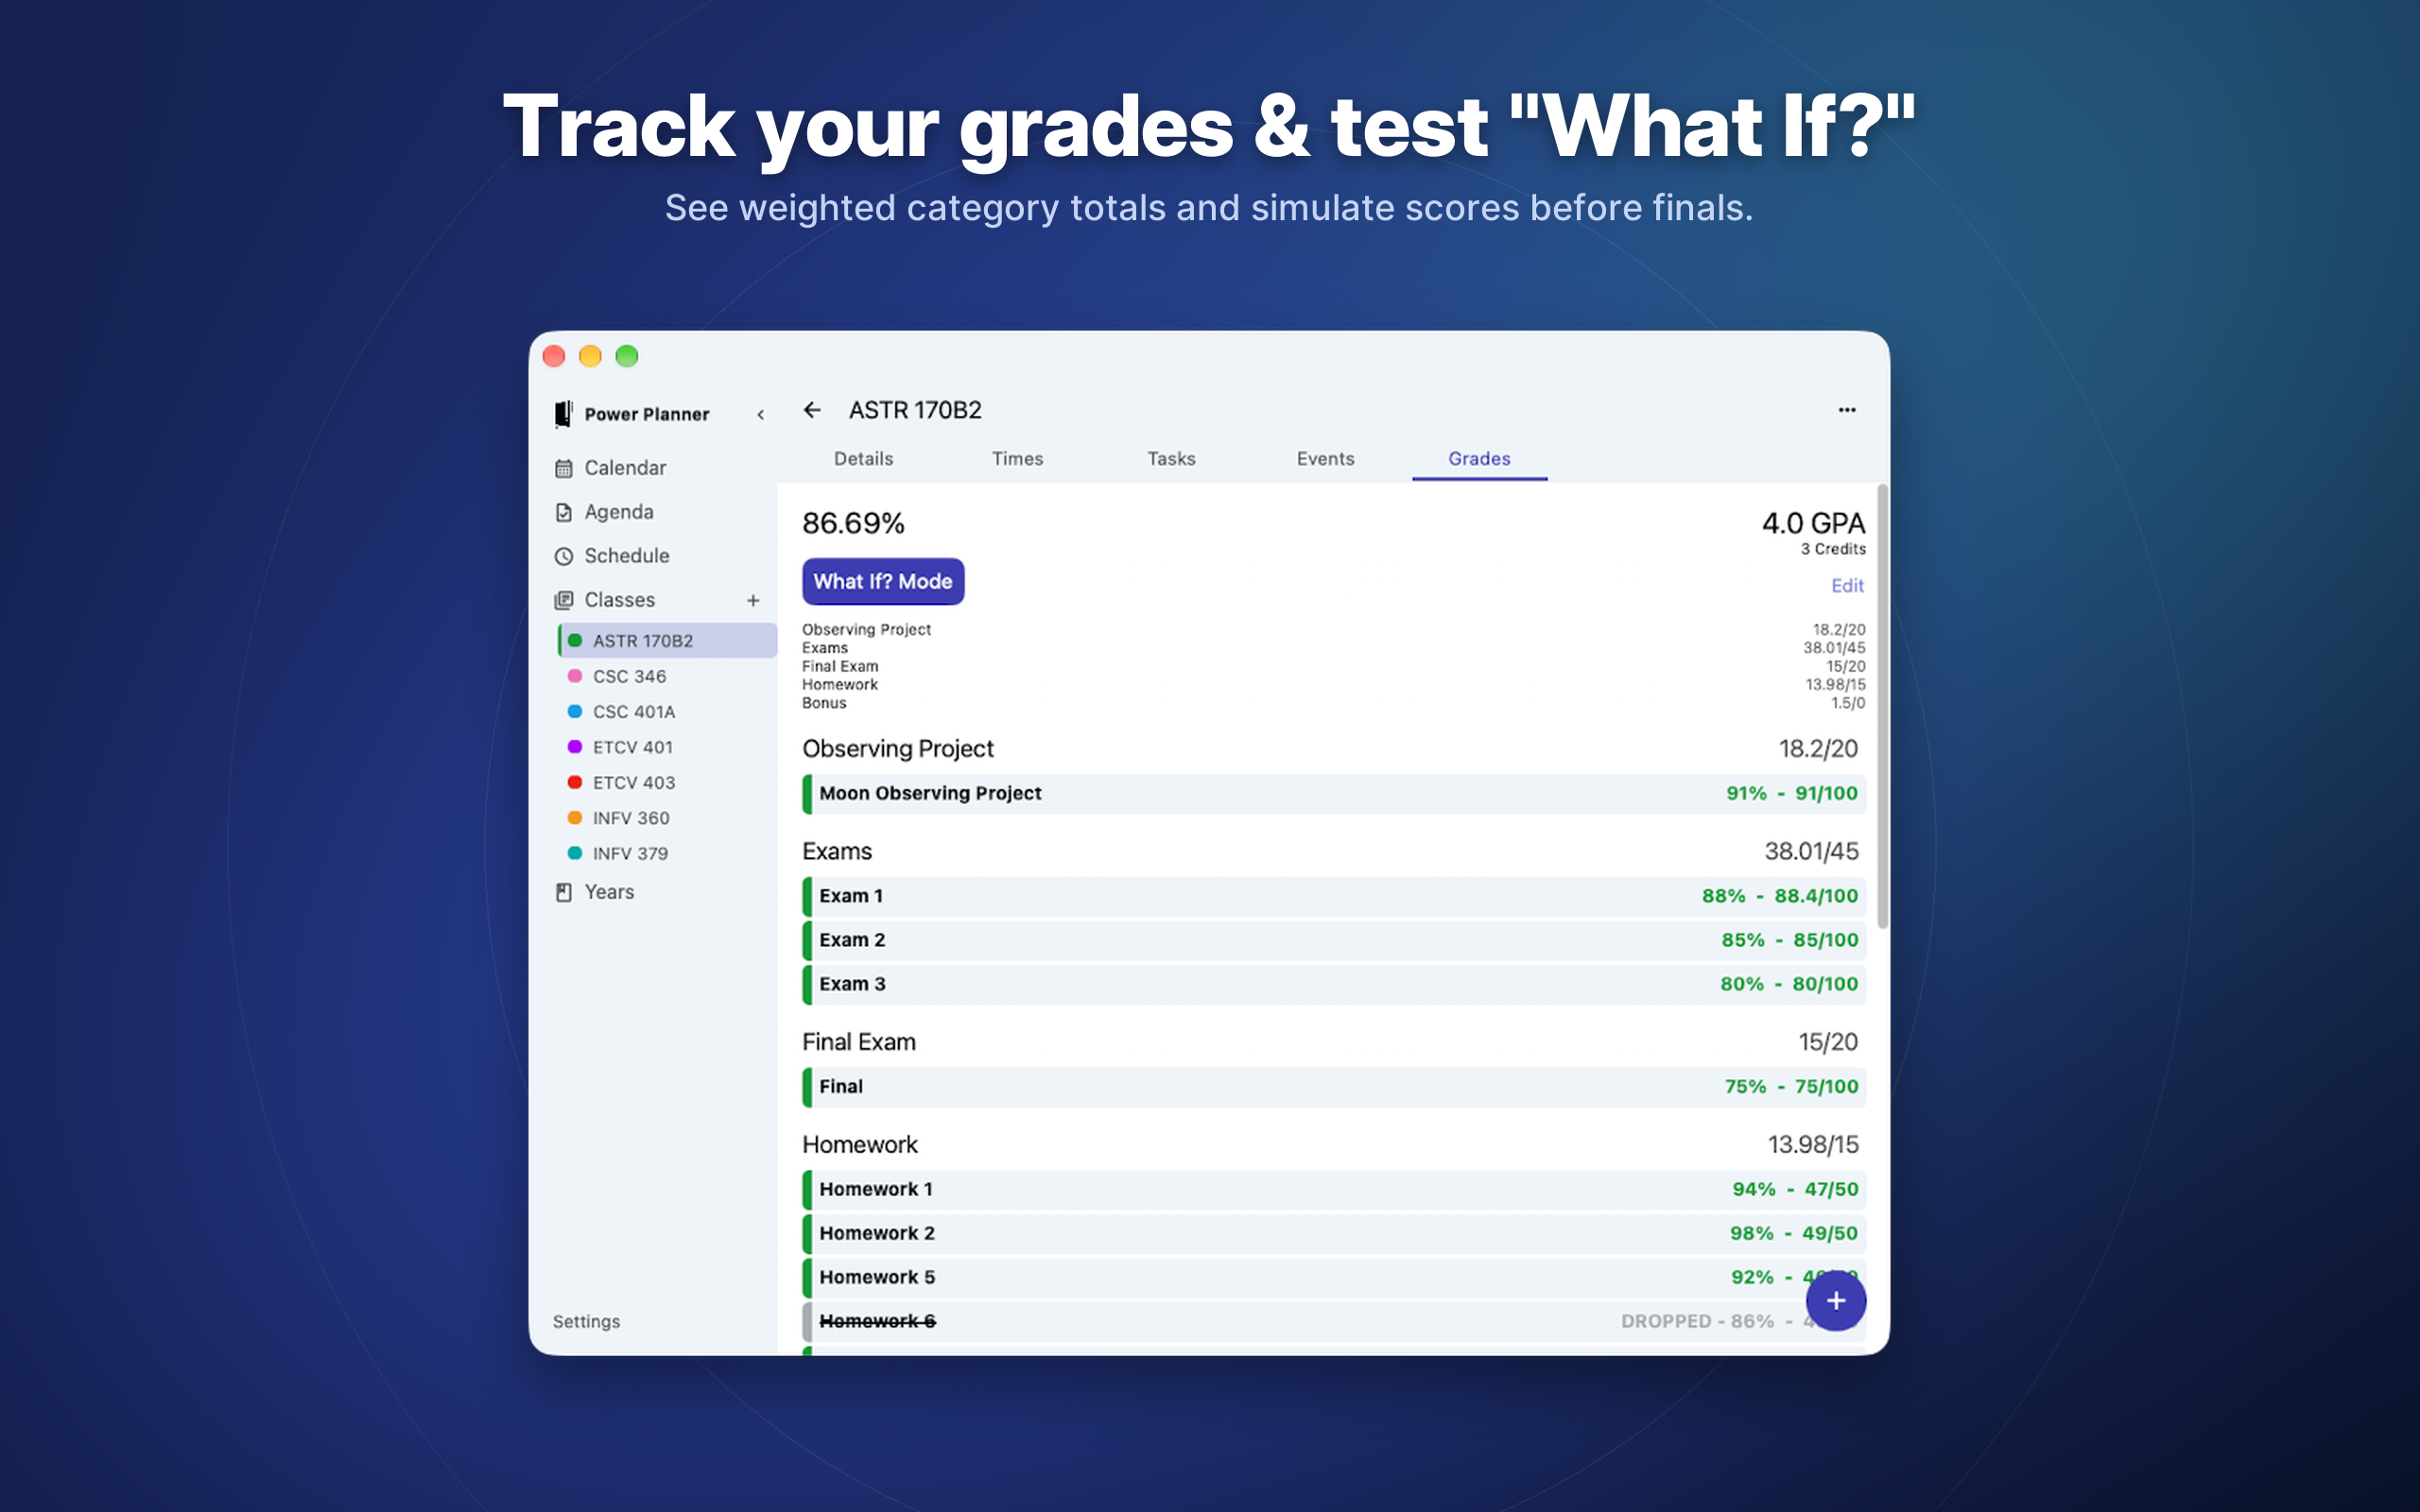 Track your grades & test "What If?"
See weighted category totals and simulate scores before finals.
Power Planner
Calendar
Agenda
Schedule
Classes +
ASTR 170B2
CSC 346
CSC 401A
ETCV 401
ETCV 403
INFV 360
INFV 379
Years
Settings
ASTR 170B2
Details Times Tasks Events Grades
86.69% 4.0 GPA
3 Credits
What If? Mode Edit
Observing Project 18.2/20
Exams 38.01/45
Final Exam 15/20
Homework 13.98/15
Bonus 1.5/0
Observing Project 18.2/20
Moon Observing Project 91% - 91/100
Exams 38.01/45
Exam 1 88% - 88.4/100
Exam 2 85% - 85/100
Exam 3 80% - 80/100
Final Exam 15/20
Final 75% - 75/100
Homework 13.98/15
Homework 1 94% - 47/50
Homework 2 98% - 49/50
Homework 5 92% -
Homework 6 DROPPED - 86% -